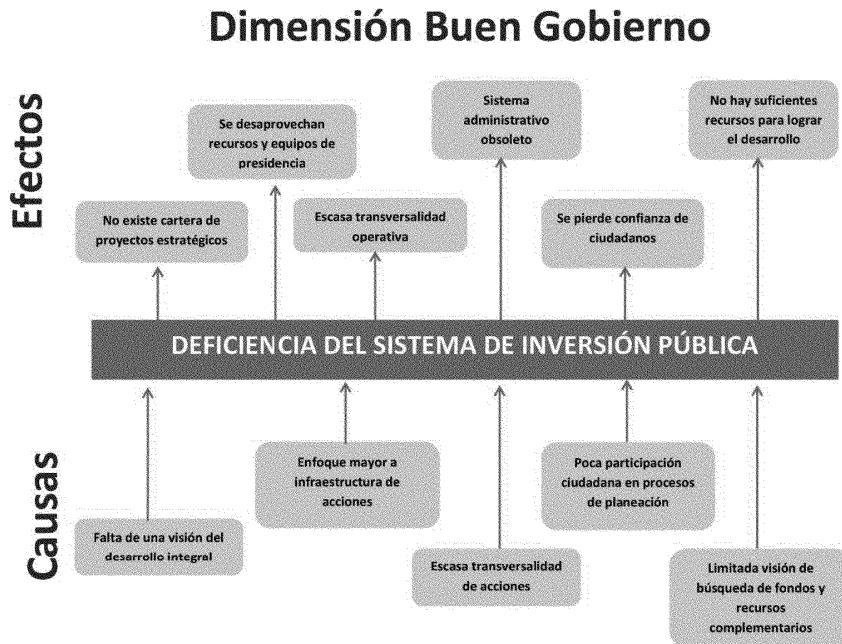 Dimensión Buen Gobierno
Efectos
Se desaprovechan
recursos y equipos de
presidencia
Sistema
administrativo
obsoleto
No hay suficientes
recursos para lograr
el desarrollo
No existe cartera de
proyectos estratégicos
Escasa transversalidad
operativa
Se pierde confianza de
ciudadanos
DEFICIENCIA DEL SISTEMA DE INVERSIÓN PÚBLICA
Causas
Falta de una visión del
desarrollo integral
Enfoque mayor a
infraestructura de
acciones
Escasa transversalidad
de acciones
Poca participación
ciudadana en procesos
de planeación
Limitada visión de
búsqueda de fondos y
recursos
complementarios